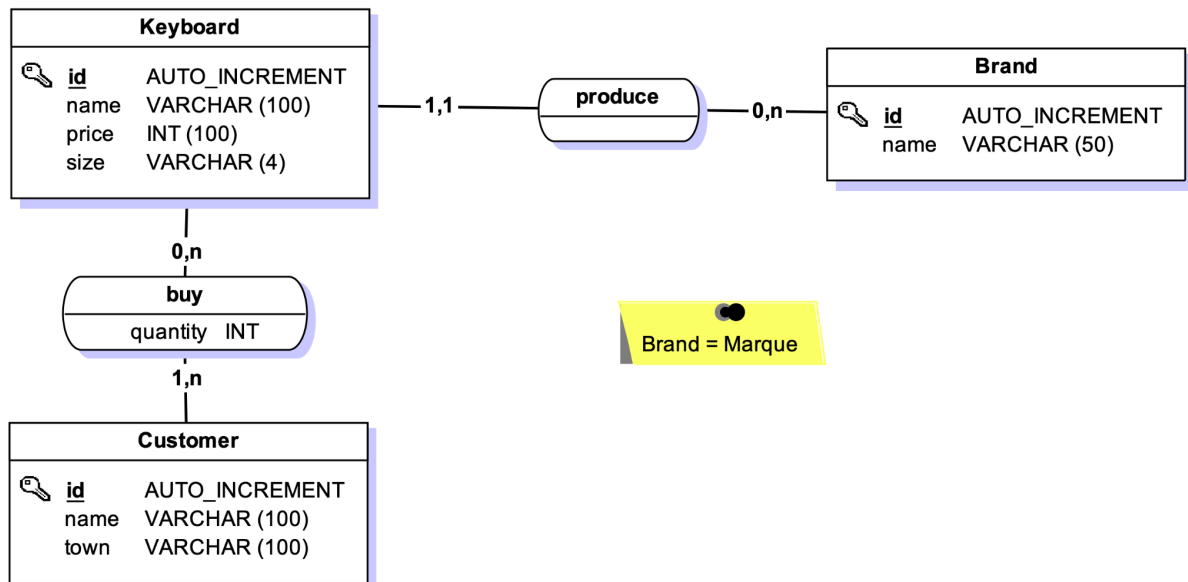 Keyboard
id AUTO_INCREMENT
name VARCHAR (100)
price INT (100)
size VARCHAR (4)
1,1
produce
0,n
Brand
id AUTO_INCREMENT
name VARCHAR (50)
0,n
buy
quantity INT
1,n
Brand = Marque
Customer
id AUTO_INCREMENT
name VARCHAR (100)
town VARCHAR (100)